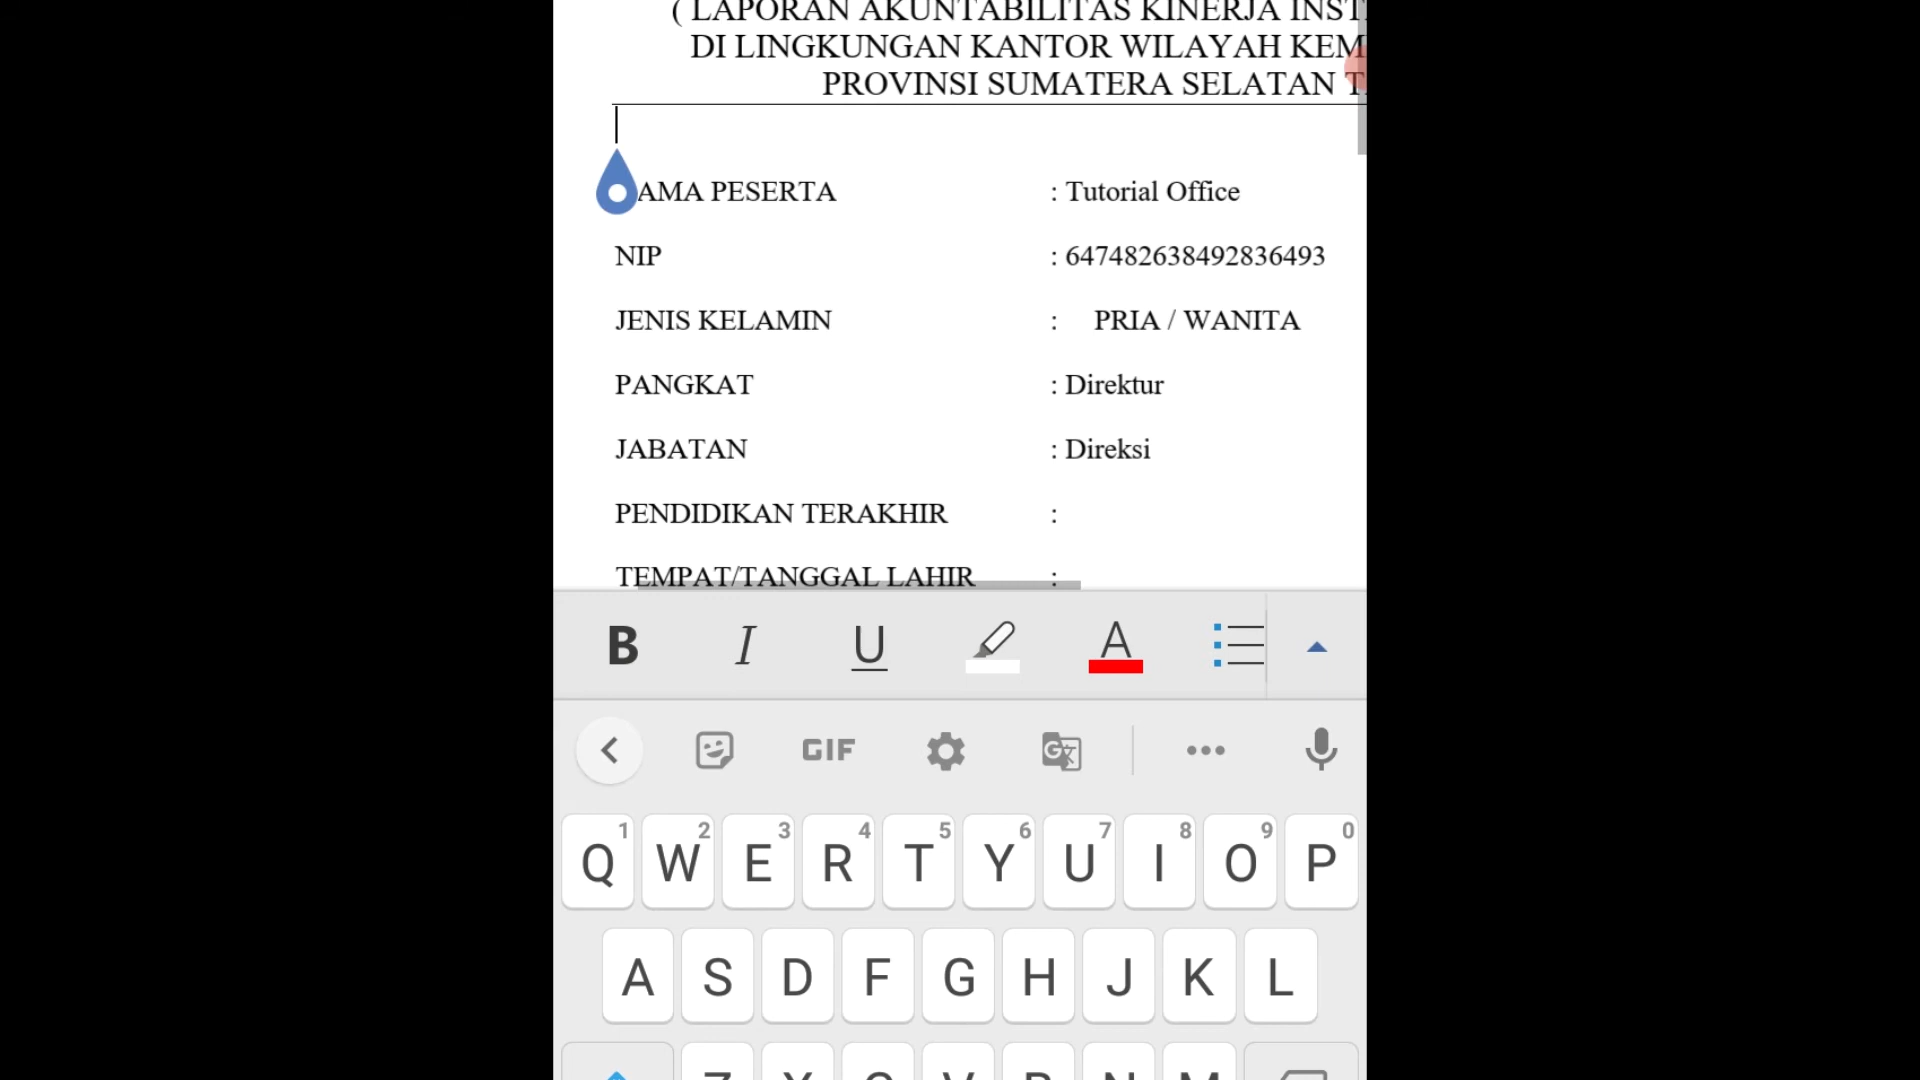 ( LAPORAN AKUNTABILITAS KINERJA INST
DI LINGKUNGAN KANTOR WILAYAH KEM
PROVINSI SUMATERA SELATAN T
AMA PESERTA : Tutorial Office
NIP : 647482638492836493
JENIS KELAMIN : PRIA / WANITA
PANGKAT : Direktur
JABATAN : Direksi
PENDIDIKAN TERAKHIR :
TEMPAT/TANGGAL LAHIR :
B I U A
GIF G
1 2 3 4 5 6 7 8 9 0
Q W E R T Y U I O P
A S D F G H J K L
Z X C V B N M